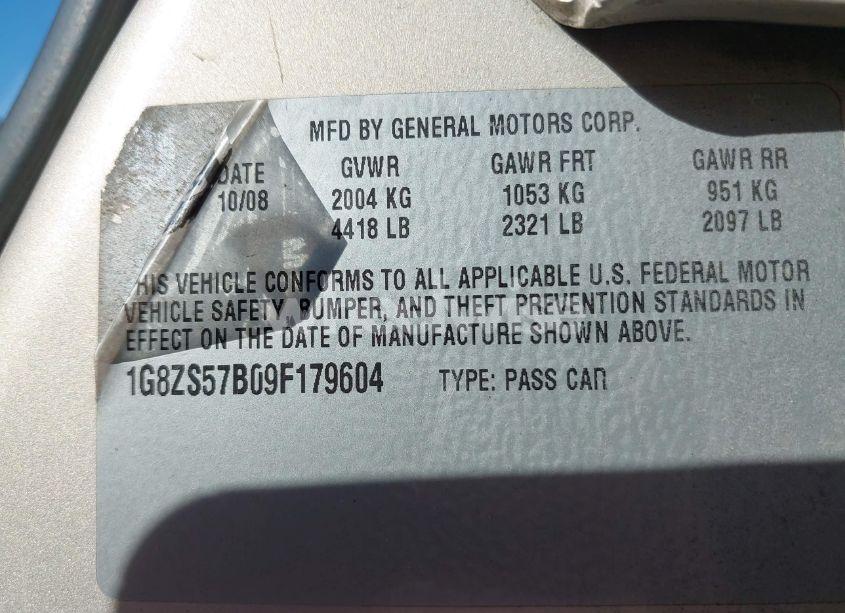 MFD BY GENERAL MOTORS CORP.
DATE GVWR GAWR FRT GAWR RR
10/08 2004 KG 1053 KG 951 KG
4418 LB 2321 LB 2097 LB
THIS VEHICLE CONFORMS TO ALL APPLICABLE U.S. FEDERAL MOTOR
VEHICLE SAFETY, BUMPER, AND THEFT PREVENTION STANDARDS IN
EFFECT ON THE DATE OF MANUFACTURE SHOWN ABOVE.
1G8ZS57B09F179604 TYPE: PASS CAR